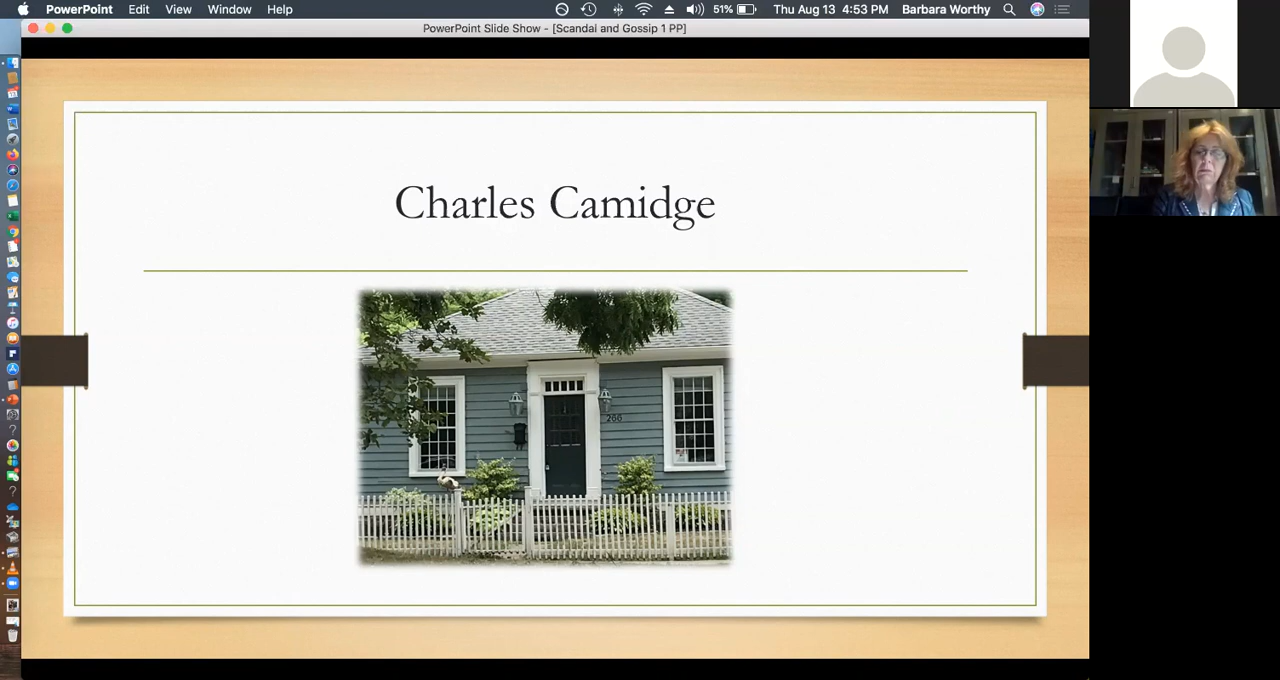 PowerPoint Edit View Window Help 51% Thu Aug 13 4:53 PM Barbara Worthy
PowerPoint Slide Show - [Scandal and Gossip 1 PP]
Charles Camidge
266